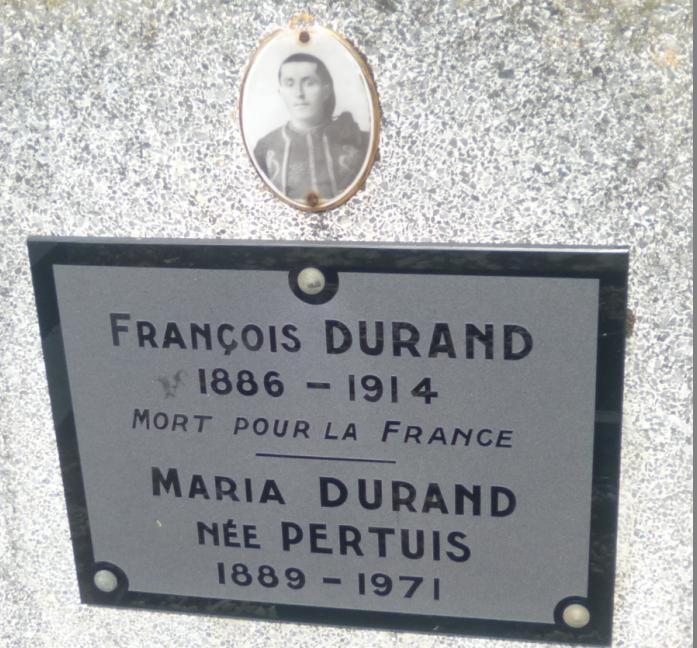 FRANÇOIS DURAND
1886 - 1914
MORT POUR LA FRANCE
MARIA DURAND
NÉE PERTUIS
1889 - 1971